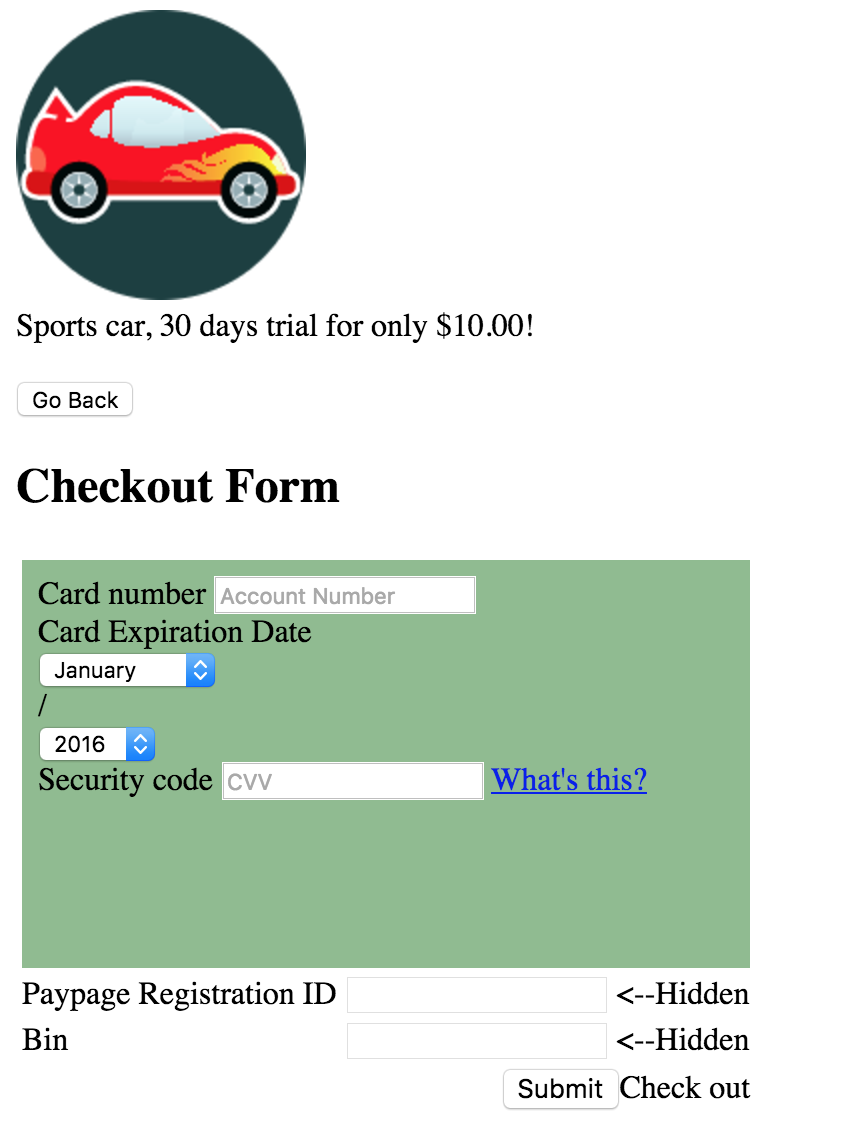 Sports car, 30 days trial for only $10.00!
Go Back
Checkout Form
Card number Account Number
Card Expiration Date
January
/
2016
Security code CVV What's this?
Paypage Registration ID <--Hidden
Bin <--Hidden
Submit Check out